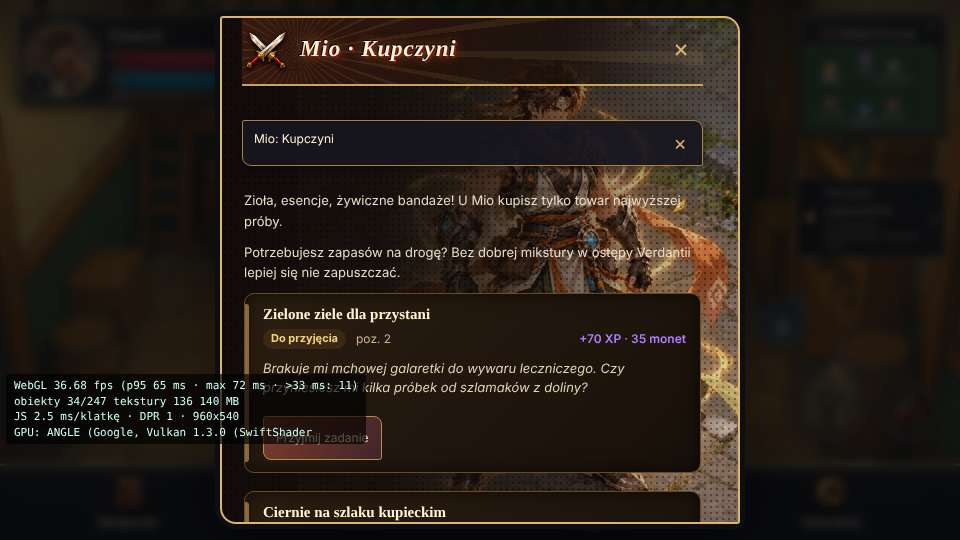 Mio · Kupczyni
×
Mio: Kupczyni
×
Zioła, esencje, żywiczne bandaże! U Mio kupisz tylko towar najwyższej
próby.
Potrzebujesz zapasów na drogę? Bez dobrej mikstury w ostępy Verdantii
lepiej się nie zapuszczać.
Zielone ziele dla przystani
Do przyjęcia poz. 2 +70 XP · 35 monet
Brakuje mi mchowej galaretki do wywaru leczniczego. Czy
kilka próbek od szlamaków z doliny?
WebGL 36.68 fps (p95 65 ms · max 72 ms · >33 ms: 11)
obiekty 34/247 tekstury 136 140 MB
JS 2.5 ms/klatkę · DPR 1 · 960x540
GPU: ANGLE (Google, Vulkan 1.3.0 (SwiftShader
Przyjmij zadanie
Ciernie na szlaku kupieckim